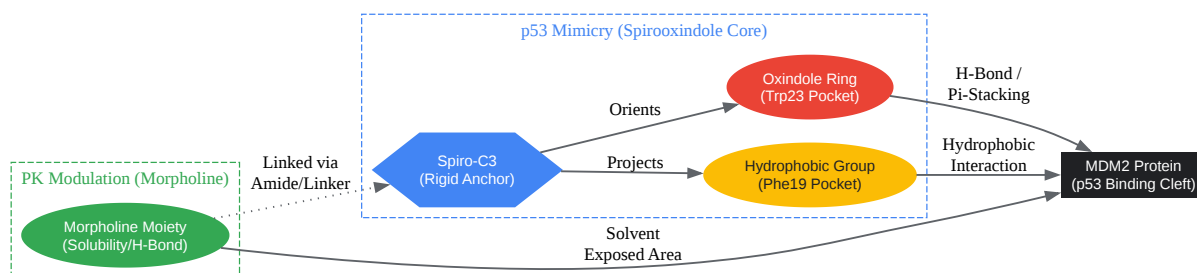 p53 Mimicry (Spirooxindole Core)
Oxindole Ring
(Trp23 Pocket)
H-Bond /
Pi-Stacking
Orients
Linked via
Amide/Linker
Spiro-C3
(Rigid Anchor)
Projects
Hydrophobic Group
(Phe19 Pocket)
Hydrophobic
Interaction
MDM2 Protein
(p53 Binding Cleft)
PK Modulation (Morpholine)
Morpholine Moiety
(Solubility/H-Bond)
Solvent
Exposed Area